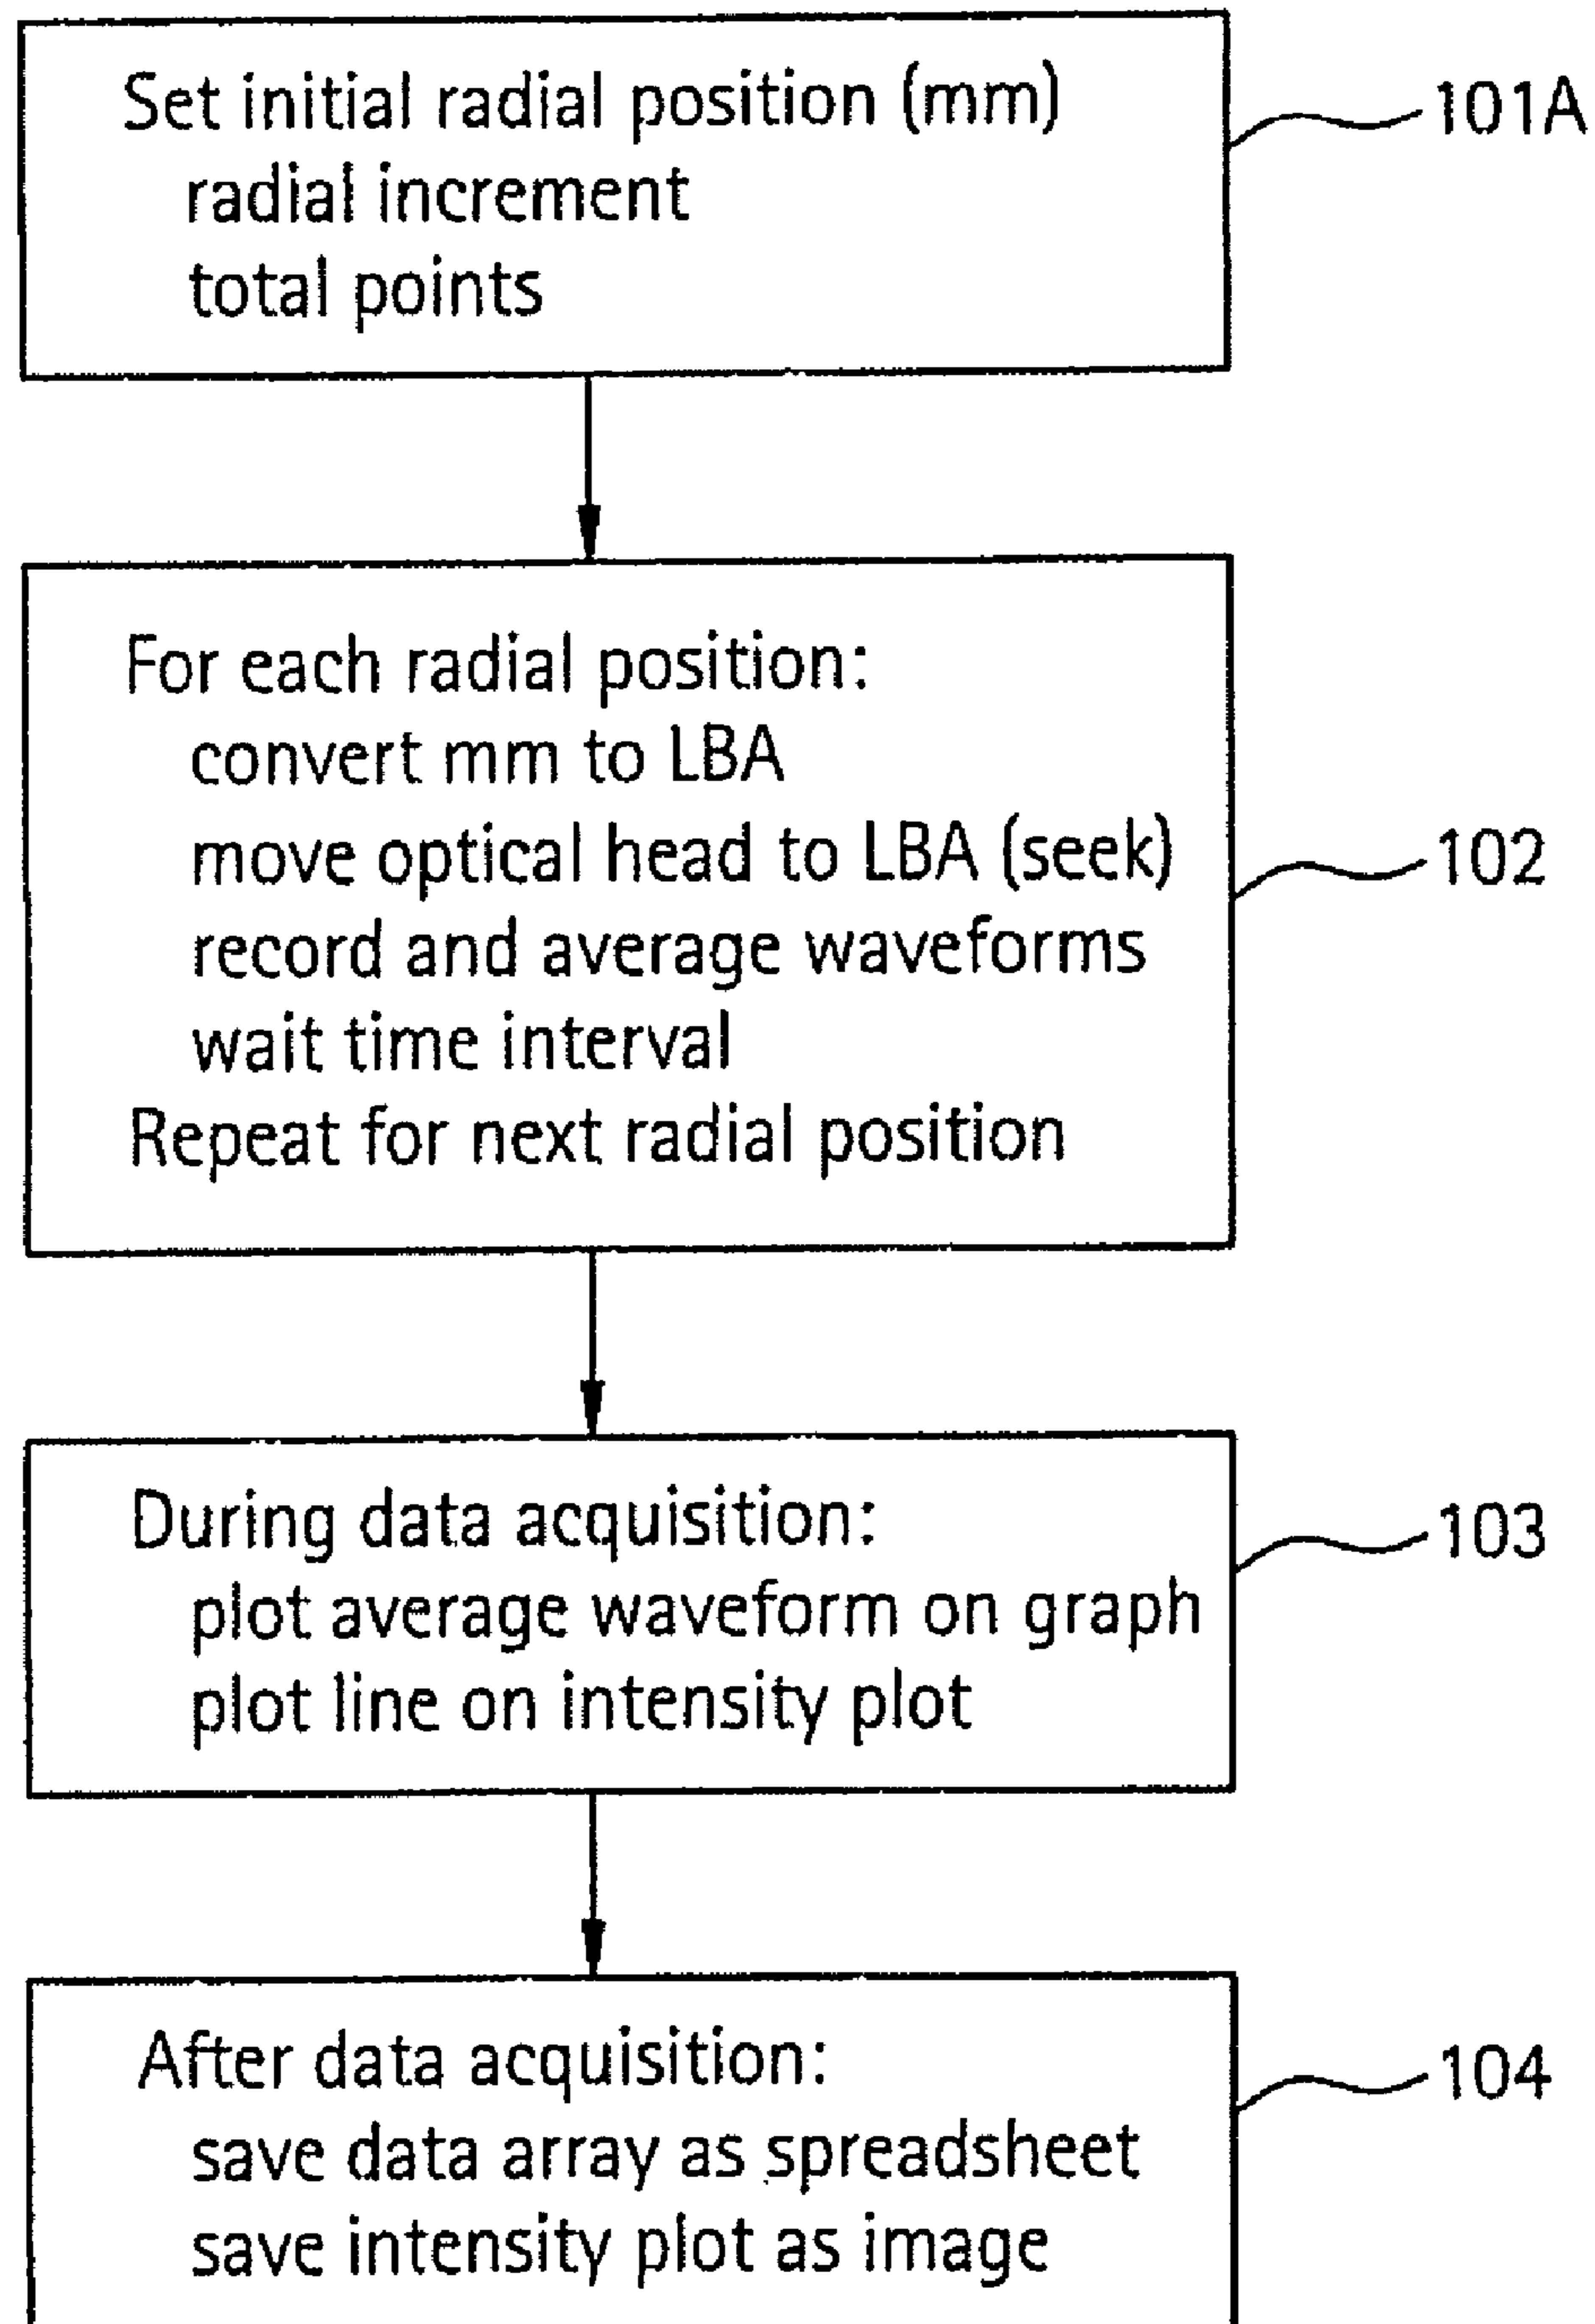 Set initial radial position (mm)
radial increment
total points
101A
For each radial position:
convert mm to LBA
move optical head to LBA (seek)
record and average waveforms
wait time interval
Repeat for next radial position
102
During data acquisition:
plot average waveform on graph
plot line on intensity plot
103
After data acquisition:
save data array as spreadsheet
save intensity plot as image
104